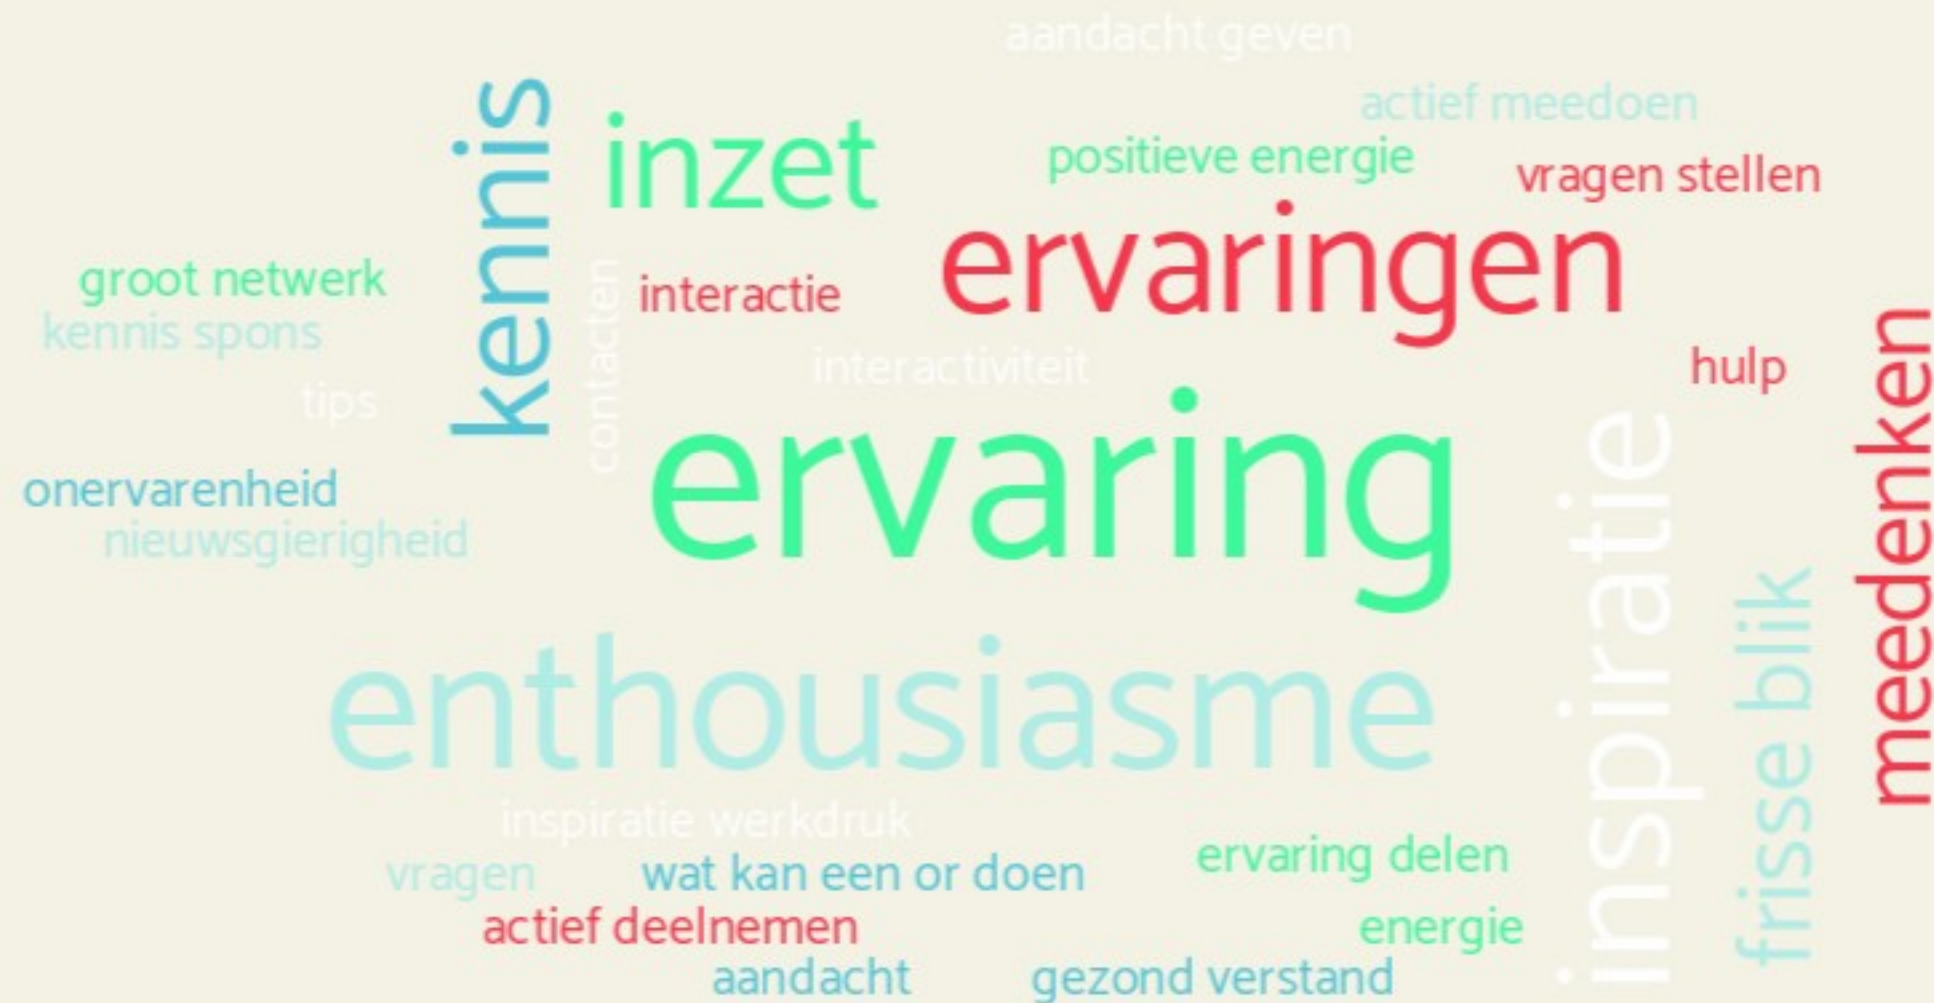 aandacht geven
actief meedoen
kennis
inzet
positieve energie
vragen stellen
ervaringen
groot netwerk
interactie
kennis spons
contacten
interactiviteit
hulp
tips
meedenken
ervaring
inspiratie
onervarenheid
nieuwsgierigheid
frisse blik
enthousiasme
inspiratie werkdruk
ervaring delen
vragen
wat kan een or doen
actief deelnemen
energie
aandacht
gezond verstand